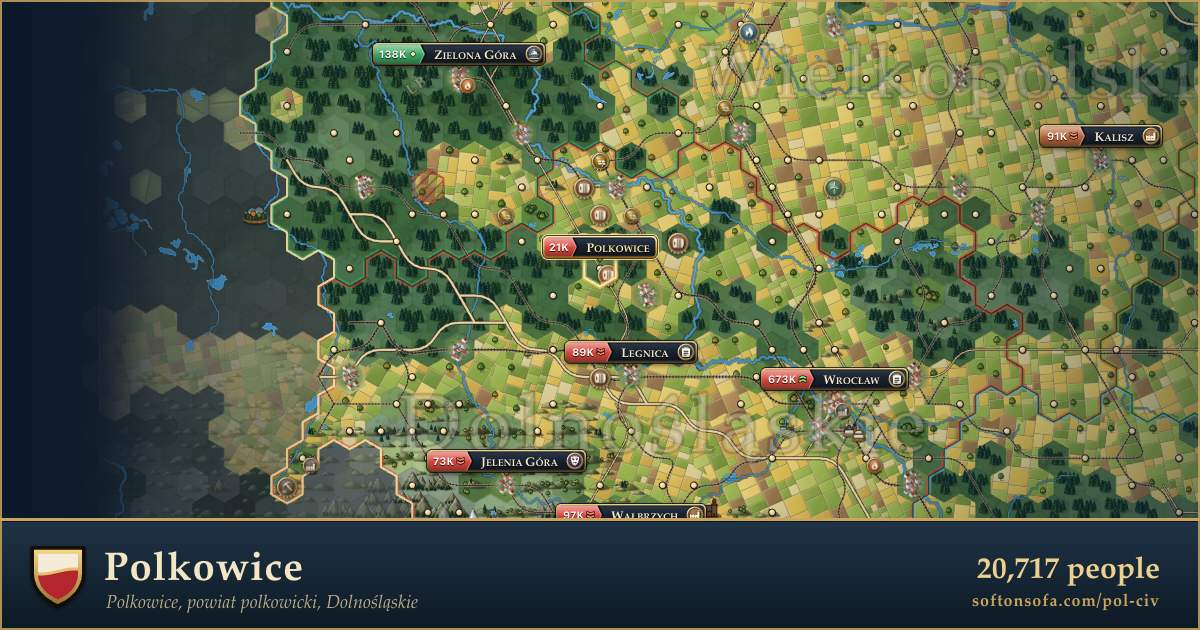 Wielkopolski
138K ZIELONA GÓRA
91K KALISZ
21K POLKOWICE
89K LEGNICA
673K WROCŁAW
Dolnośląskie
73K JELENIA GÓRA
97K WAŁBRZYCH
Polkowice
Polkowice, powiat polkowicki, Dolnośląskie
20,717 people
softonsofa.com/pol-civ